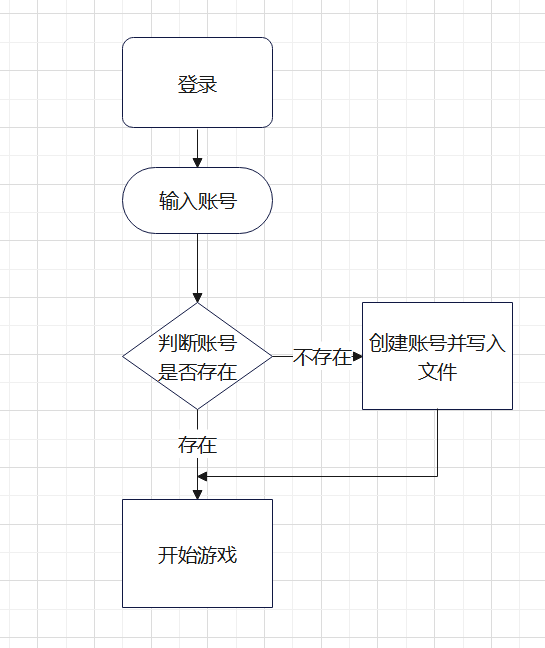 登录
输入账号
判断账号
是否存在
不存在
创建账号并写入
文件
存在
开始游戏